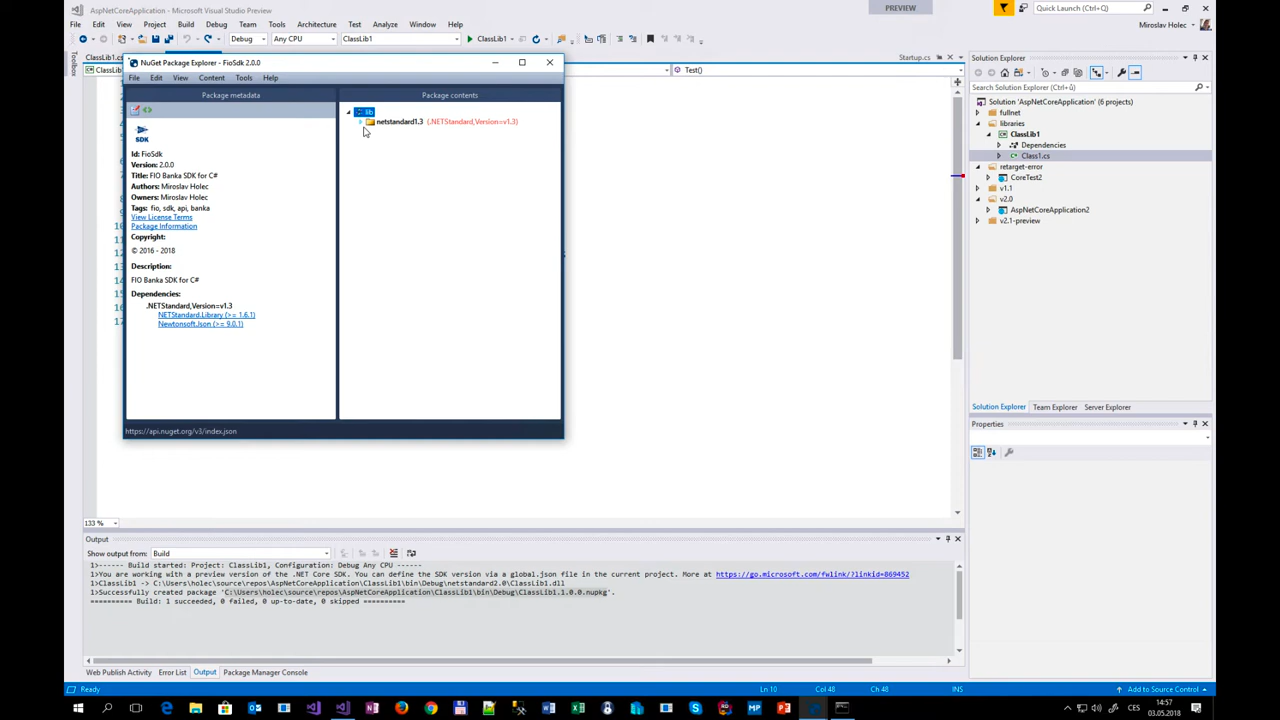 AspNetCoreApplication - Microsoft Visual Studio Preview
PREVIEW
Quick Launch (Ctrl+Q)
File Edit View Project Build Debug Team Tools Architecture Test Analyze Window Help
Miroslav Holec
Debug Any CPU ClassLib1 ClassLib1
Toolbox
ClassLib1.cs
Startup.cs
ClassLib
Test()
NuGet Package Explorer - FioSdk 2.0.0
File Edit View Content Tools Help
Package metadata
Package contents
SDK
Id: FioSdk
Version: 2.0.0
Title: FIO Banka SDK for C#
Authors: Miroslav Holec
Owners: Miroslav Holec
Tags: fio, sdk, api, banka
View License Terms
Package Information
Copyright:
© 2016 - 2018
Description:
FIO Banka SDK for C#
Dependencies:
.NETStandard,Version=v1.3
NETStandard.Library (>= 1.6.1)
Newtonsoft.Json (>= 9.0.1)
lib
netstandard1.3 (.NETStandard,Version=v1.3)
https://api.nuget.org/v3/index.json
Solution Explorer
Search Solution Explorer (Ctrl+ů)
Solution 'AspNetCoreApplication' (6 projects)
fullnet
libraries
ClassLib1
Dependencies
Class1.cs
retarget-error
CoreTest2
v1.1
v2.0
AspNetCoreApplication2
v2.1-preview
Solution Explorer Team Explorer Server Explorer
Properties
133 %
Output
Show output from: Build
1>------ Build started: Project: ClassLib1, Configuration: Debug Any CPU ------
1>You are working with a preview version of the .NET Core SDK. You can define the SDK version via a global.json file in the current project. More at https://go.microsoft.com/fwlink/?linkid=869452
1>ClassLib1 -> C:\Users\holec\source\repos\AspNetCoreApplication\ClassLib1\bin\Debug\netstandard2.0\ClassLib1.dll
1>Successfully created package 'C:\Users\holec\source\repos\AspNetCoreApplication\ClassLib1\bin\Debug\ClassLib1.1.0.0.nupkg'.
========== Build: 1 succeeded, 0 failed, 0 up-to-date, 0 skipped ==========
Web Publish Activity Error List Output Package Manager Console
Ready
Ln 10 Col 48 Ch 48 INS
Add to Source Control
14:57
03.05.2018